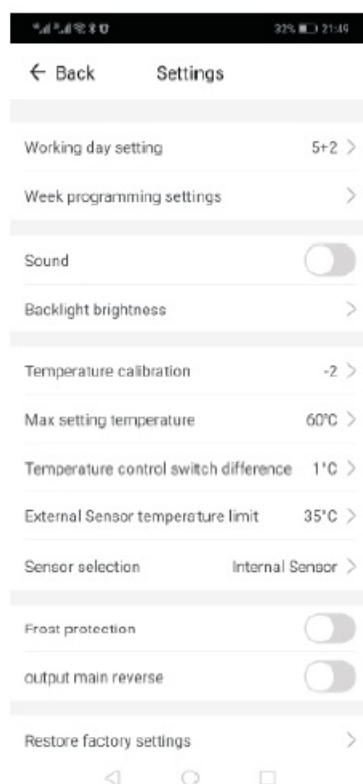 32% 21:49
← Back Settings
Working day setting 5+2 >
Week programming settings >
Sound
Backlight brightness >
Temperature calibration -2 >
Max setting temperature 60°C >
Temperature control switch difference 1°C >
External Sensor temperature limit 35°C >
Sensor selection Internal Sensor >
Frost protection
output main reverse
Restore factory settings >